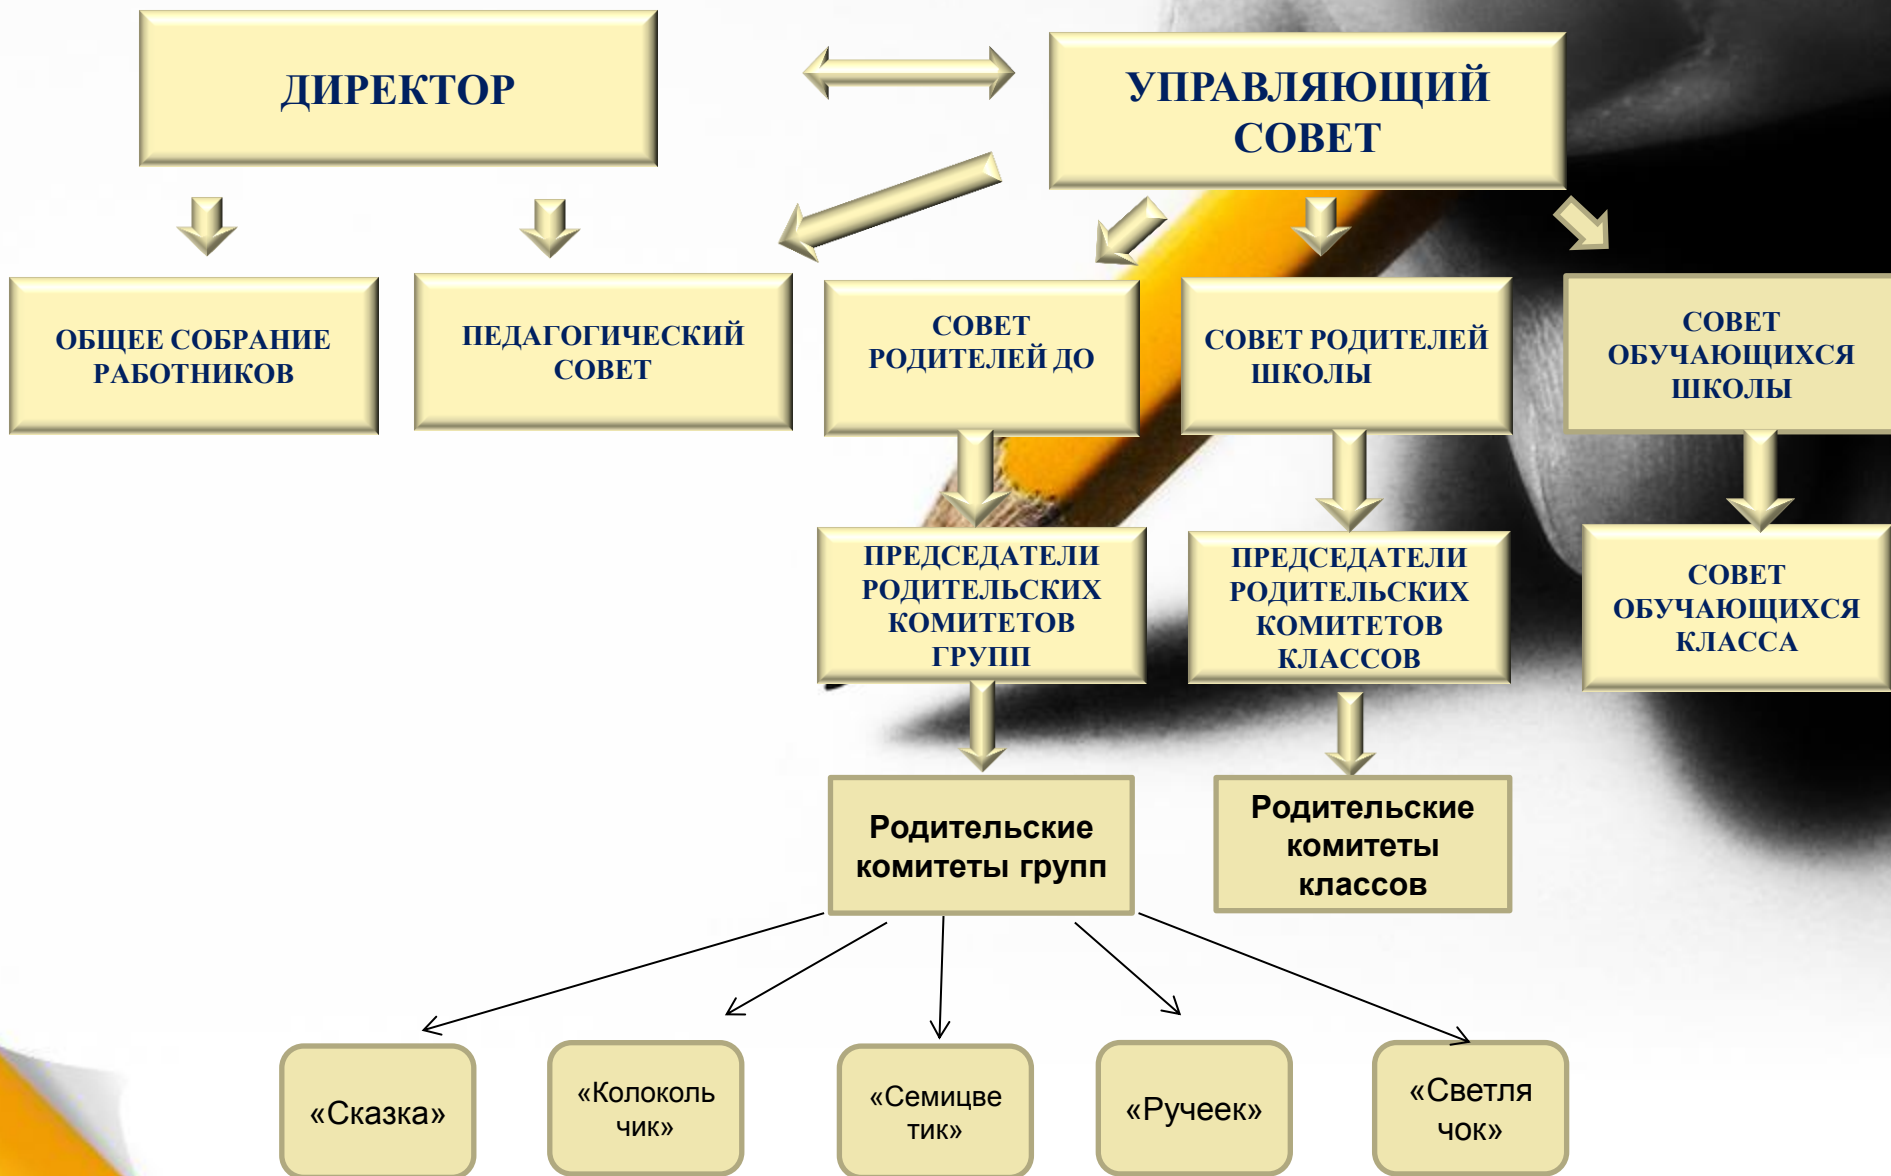 ДИРЕКТОР
УПРАВЛЯЮЩИЙ
СОВЕТ
ОБЩЕЕ СОБРАНИЕ
РАБОТНИКОВ
ПЕДАГОГИЧЕСКИЙ
СОВЕТ
СОВЕТ
РОДИТЕЛЕЙ ДО
СОВЕТ РОДИТЕЛЕЙ
ШКОЛЫ
СОВЕТ
ОБУЧАЮЩИХСЯ
ШКОЛЫ
ПРЕДСЕДАТЕЛИ
РОДИТЕЛЬСКИХ
КОМИТЕТОВ
ГРУПП
ПРЕДСЕДАТЕЛИ
РОДИТЕЛЬСКИХ
КОМИТЕТОВ
КЛАССОВ
СОВЕТ
ОБУЧАЮЩИХСЯ
КЛАССА
Родительские
комитеты групп
Родительские
комитеты
классов
«Сказка»
«Колоколь
чик»
«Семицве
тик»
«Ручеек»
«Светля
чок»